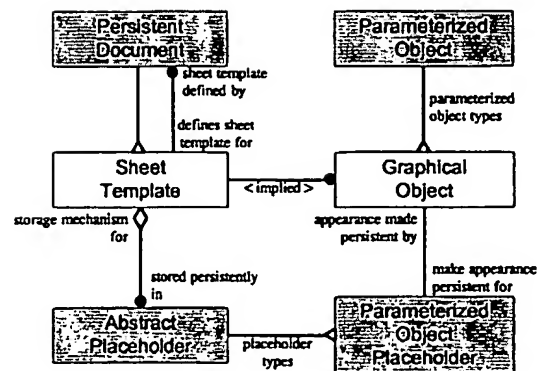 Persistent
Document
Parameterized
Object
sheet template
defined by
parameterized
object types
defines sheet
template for
Sheet
Template
< implied >
Graphical
Object
storage mechanism
for
appearance made
persistent by
stored persistently
in
make appearance
persistent for
Abstract
Placeholder
placeholder
types
Parameterized
Object
Placeholder